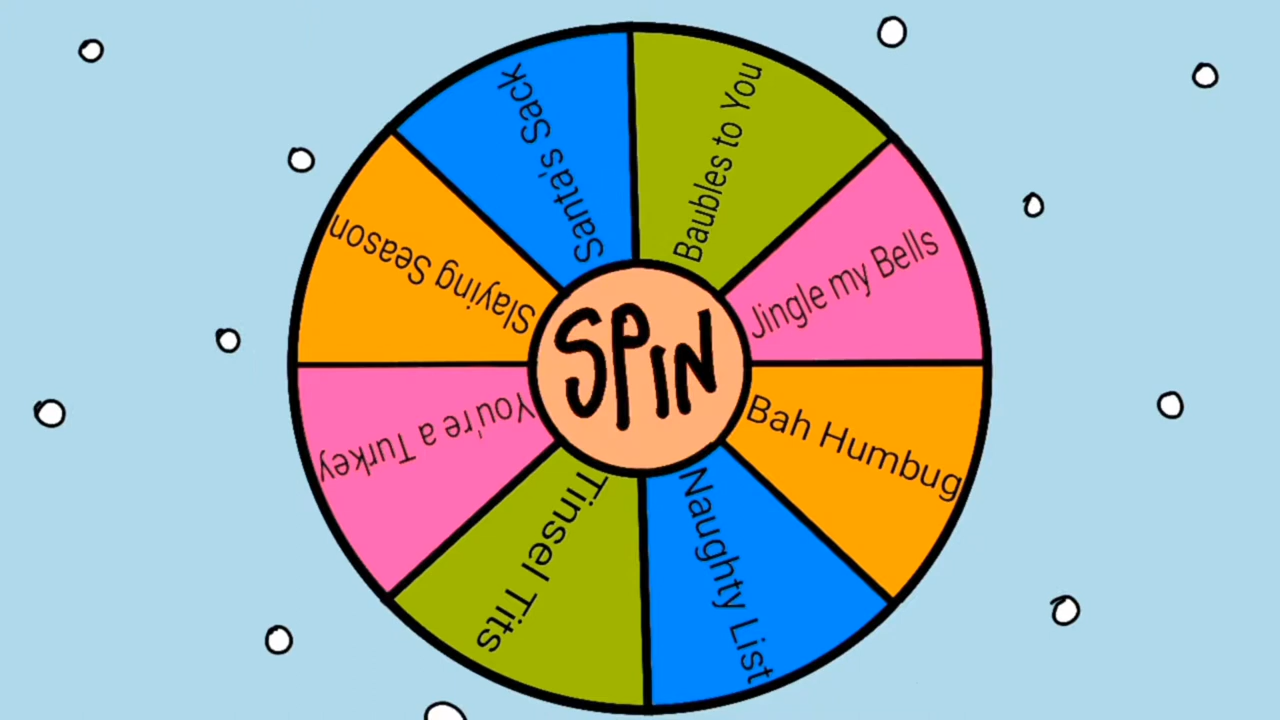 Santa's Sack
Baubles to You
Jingle my Bells
Bah Humbug
Naughty List
Tinsel Tits
You're a Turkey
Slaying Season
SPIN